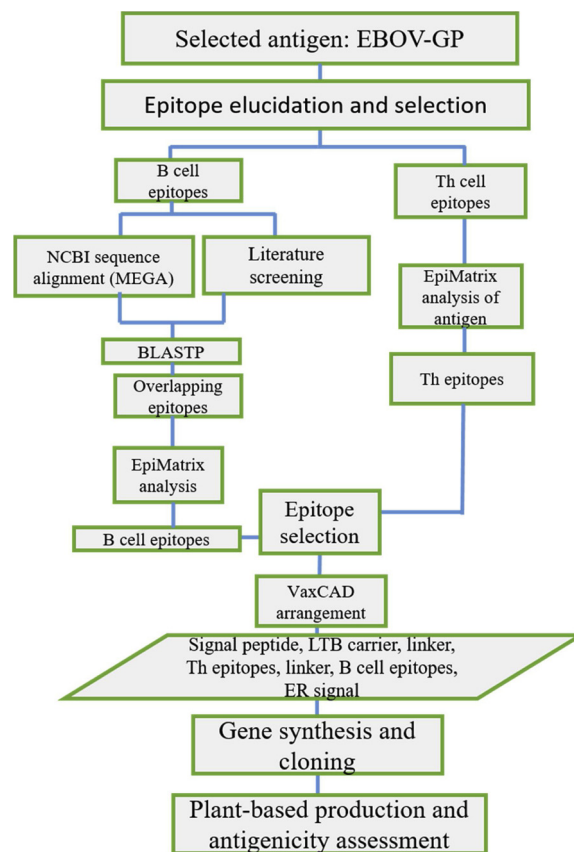 Selected antigen: EBOV-GP
Epitope elucidation and selection
B cell
epitopes
Th cell
epitopes
NCBI sequence
alignment (MEGA)
Literature
screening
EpiMatrix
analysis of
antigen
BLASTP
Overlapping
epitopes
Th epitopes
EpiMatrix
analysis
B cell epitopes
Epitope
selection
VaxCAD
arrangement
Signal peptide, LTB carrier, linker,
Th epitopes, linker, B cell epitopes,
ER signal
Gene synthesis and
cloning
Plant-based production and
antigenicity assessment